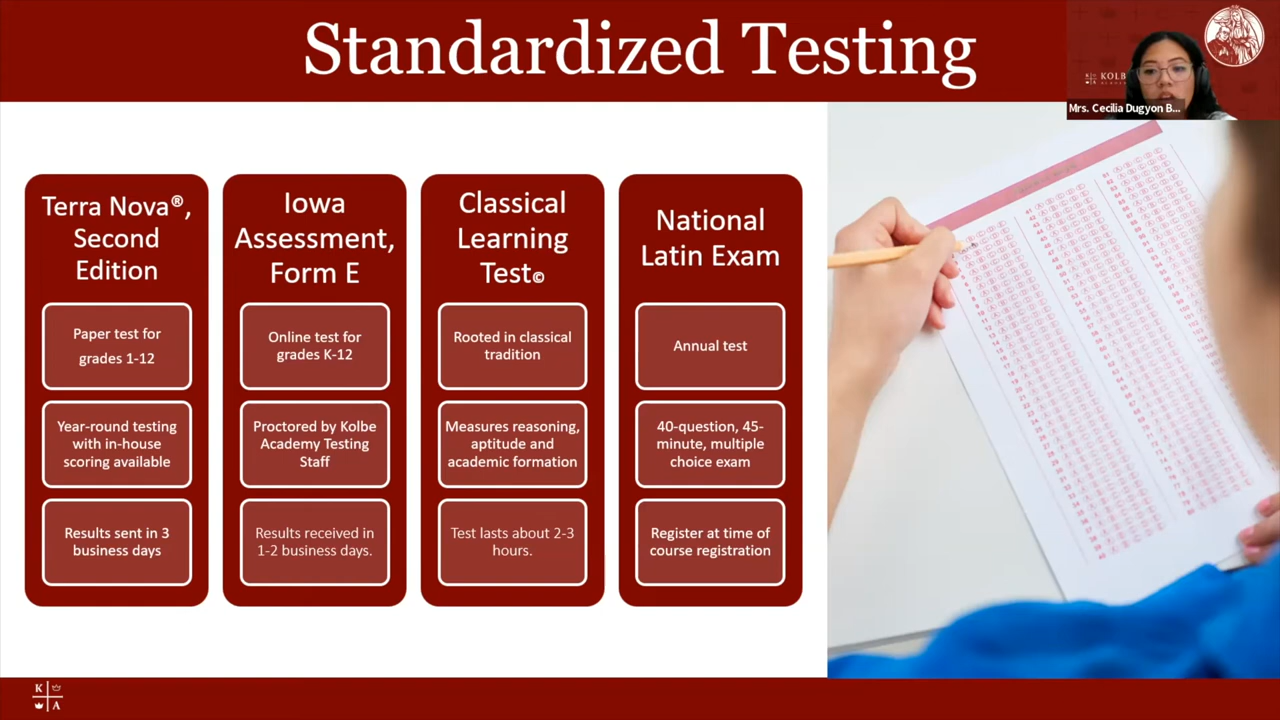 Standardized Testing
KOLB
Mrs. Cecilia Dugyon B...
Terra Nova®,
Second
Edition
Paper test for
grades 1-12
Year-round testing
with in-house
scoring available
Results sent in 3
business days
Iowa
Assessment,
Form E
Online test for
grades K-12
Proctored by Kolbe
Academy Testing
Staff
Results received in
1-2 business days.
Classical
Learning
Test©
Rooted in classical
tradition
Measures reasoning,
aptitude and
academic formation
Test lasts about 2-3
hours.
National
Latin Exam
Annual test
40-question, 45-
minute, multiple
choice exam
Register at time of
course registration
K
A